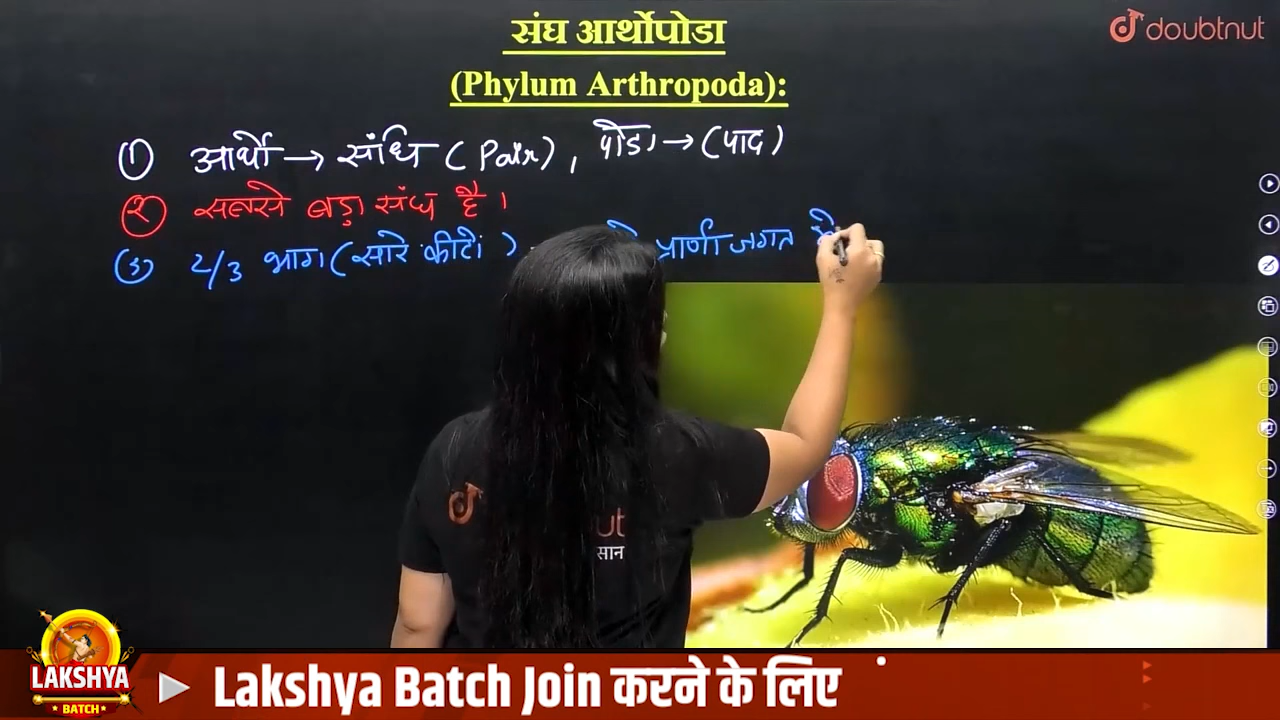 संघ आर्थोपोडा
doubtnut
(Phylum Arthropoda):
① आर्थो → संधि (Pair), पोडा → (पाद)
② सबसे बड़ा संघ है।
③ 2/3 भाग (सारे कीटों) प्राणी जगत
ut
सान
LAKSHYA
BATCH
Lakshya Batch Join करने के लिए